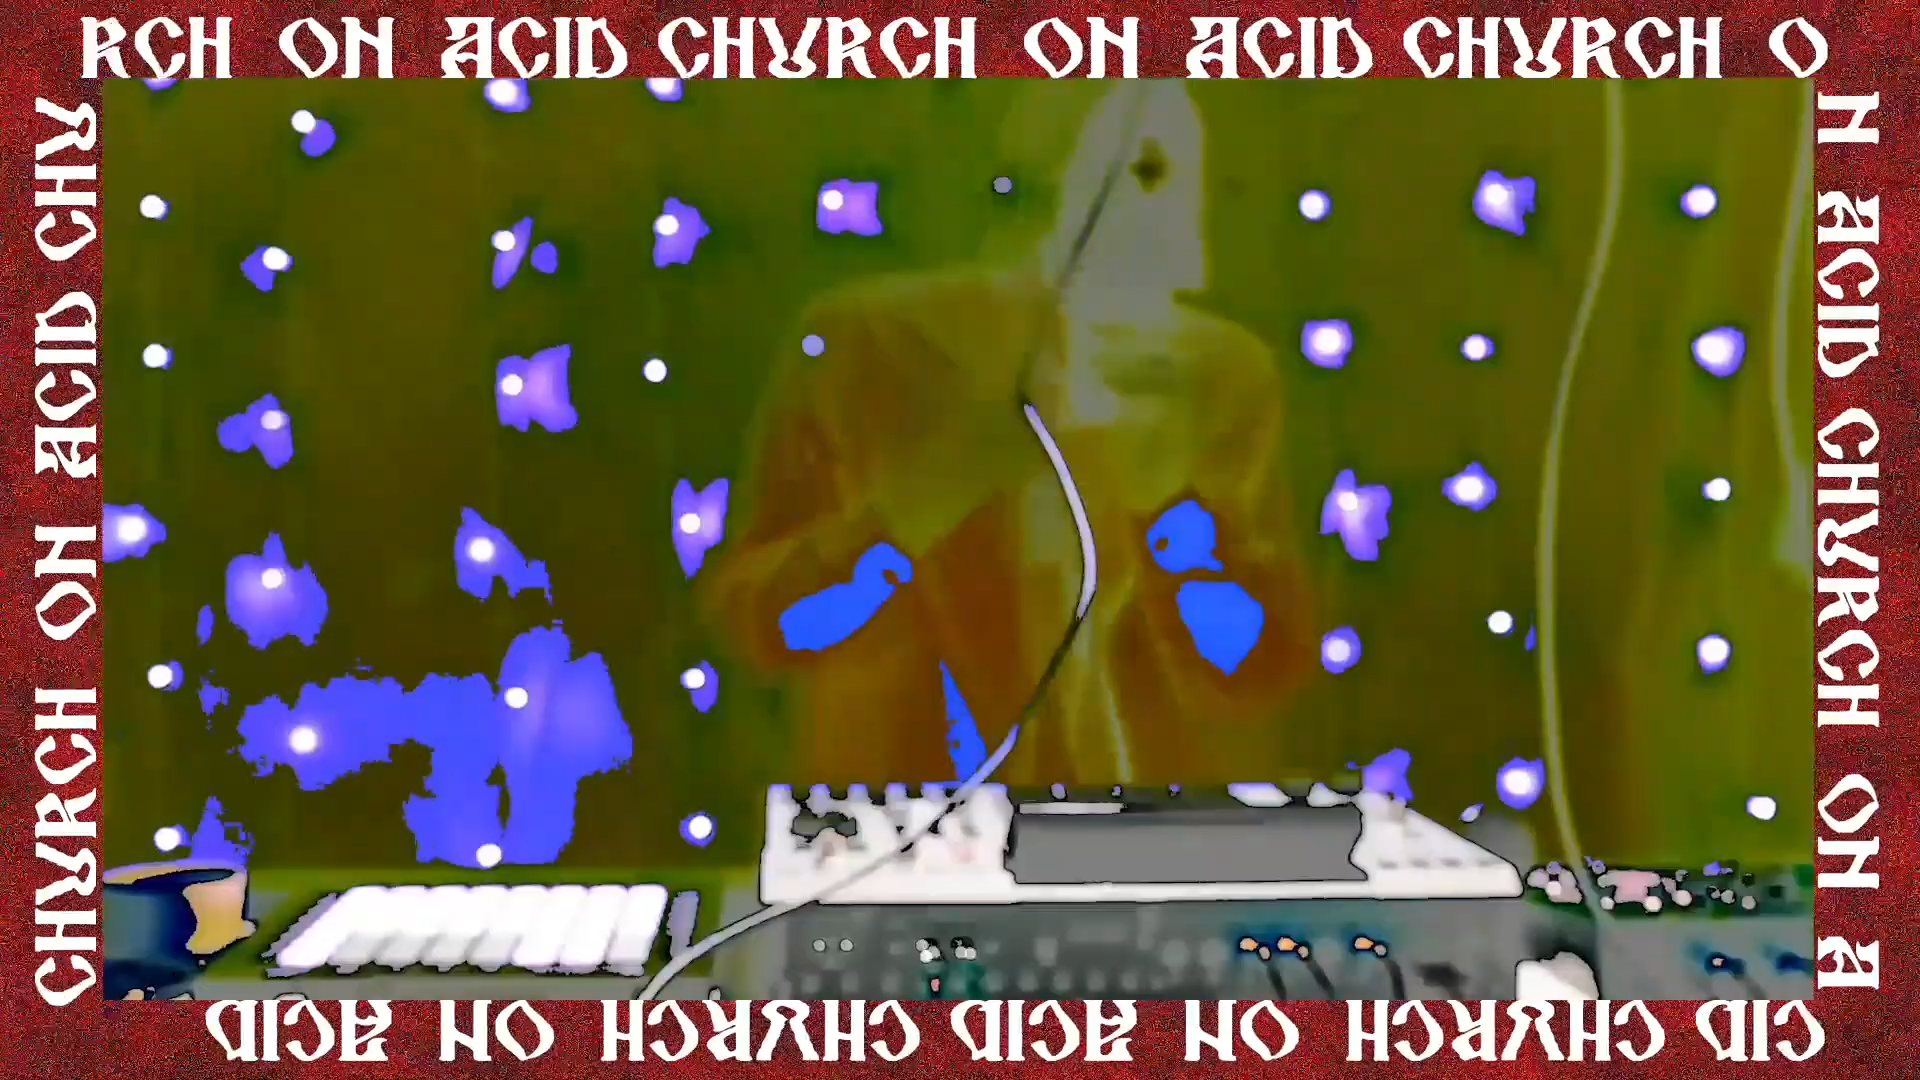 RCH ON ACID CHURCH ON ACID CHURCH O
N ACID CHURCH ON A
CID CHURCH ON ACID CHURCH ON ACID
CHURCH ON ACID CHU